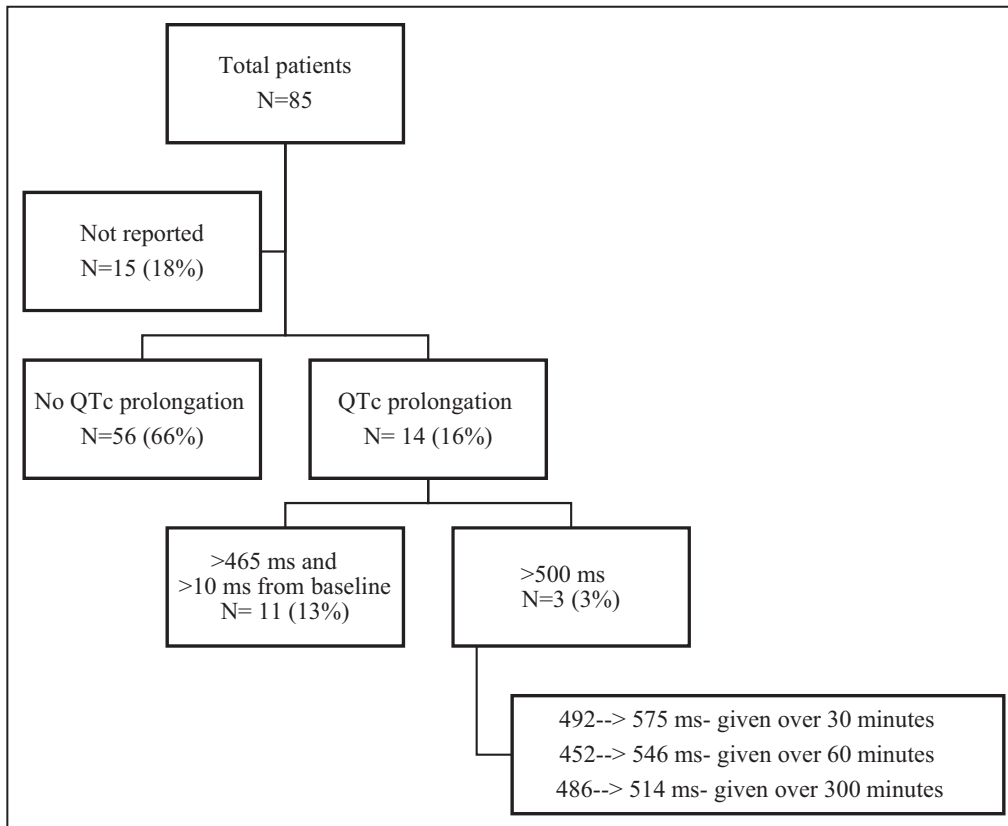 Total patients
N=85
Not reported
N=15 (18%)
No QTc prolongation
N=56 (66%)
QTc prolongation
N= 14 (16%)
>465 ms and
>10 ms from baseline
N= 11 (13%)
>500 ms
N=3 (3%)
492--> 575 ms- given over 30 minutes
452--> 546 ms- given over 60 minutes
486--> 514 ms- given over 300 minutes